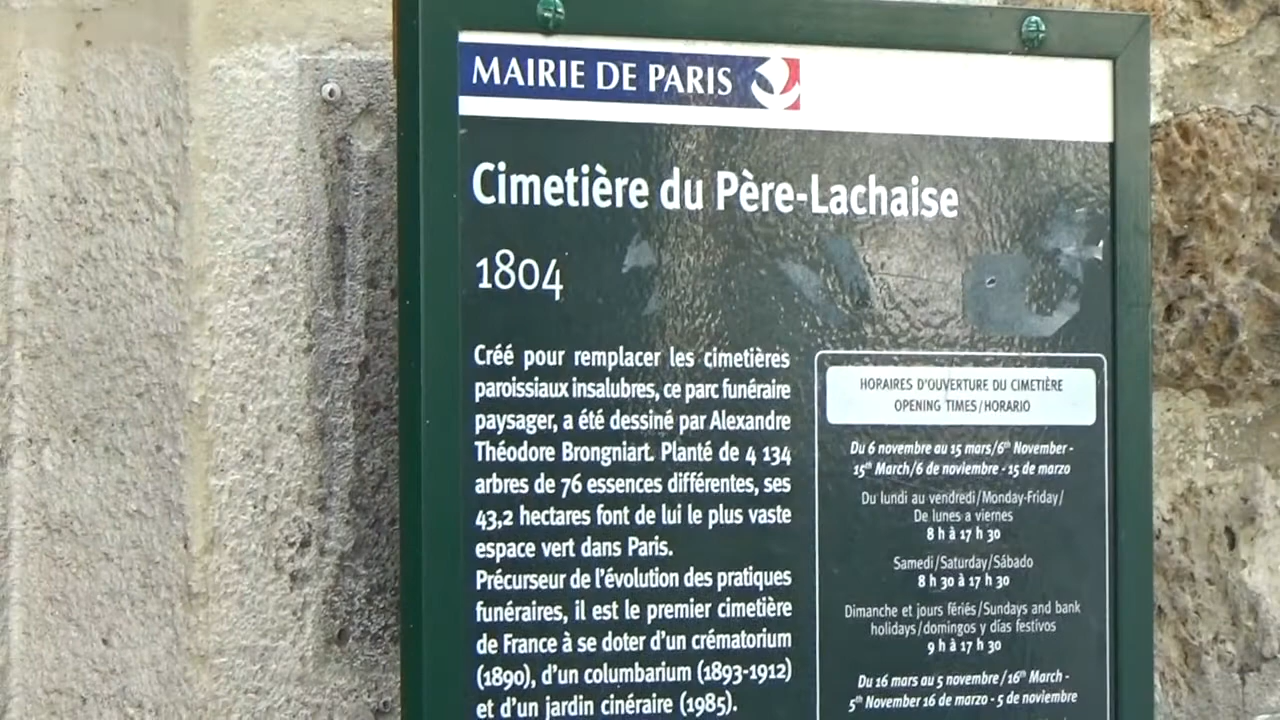 MAIRIE DE PARIS
Cimetière du Père-Lachaise
1804
Créé pour remplacer les cimetières
paroissiaux insalubres, ce parc funéraire
paysager, a été dessiné par Alexandre
Théodore Brongniart. Planté de 4 134
arbres de 76 essences différentes, ses
43,2 hectares font de lui le plus vaste
espace vert dans Paris.
Précurseur de l'évolution des pratiques
funéraires, il est le premier cimetière
de France à se doter d'un crématorium
(1890), d'un columbarium (1893-1912)
et d'un jardin cinéraire (1985).
HORAIRES D'OUVERTURE DU CIMETIÈRE
OPENING TIMES/HORARIO
Du 6 novembre au 15 mars/6th November -
15th March/6 de noviembre - 15 de marzo
Du lundi au vendredi/Monday-Friday/
De lunes a viernes
8 h à 17 h 30
Samedi/Saturday/Sábado
8 h 30 à 17 h 30
Dimanche et jours fériés/Sundays and bank
holidays/domingos y días festivos
9 h à 17 h 30
Du 16 mars au 5 novembre/16th March -
5th November 16 de marzo - 5 de noviembre